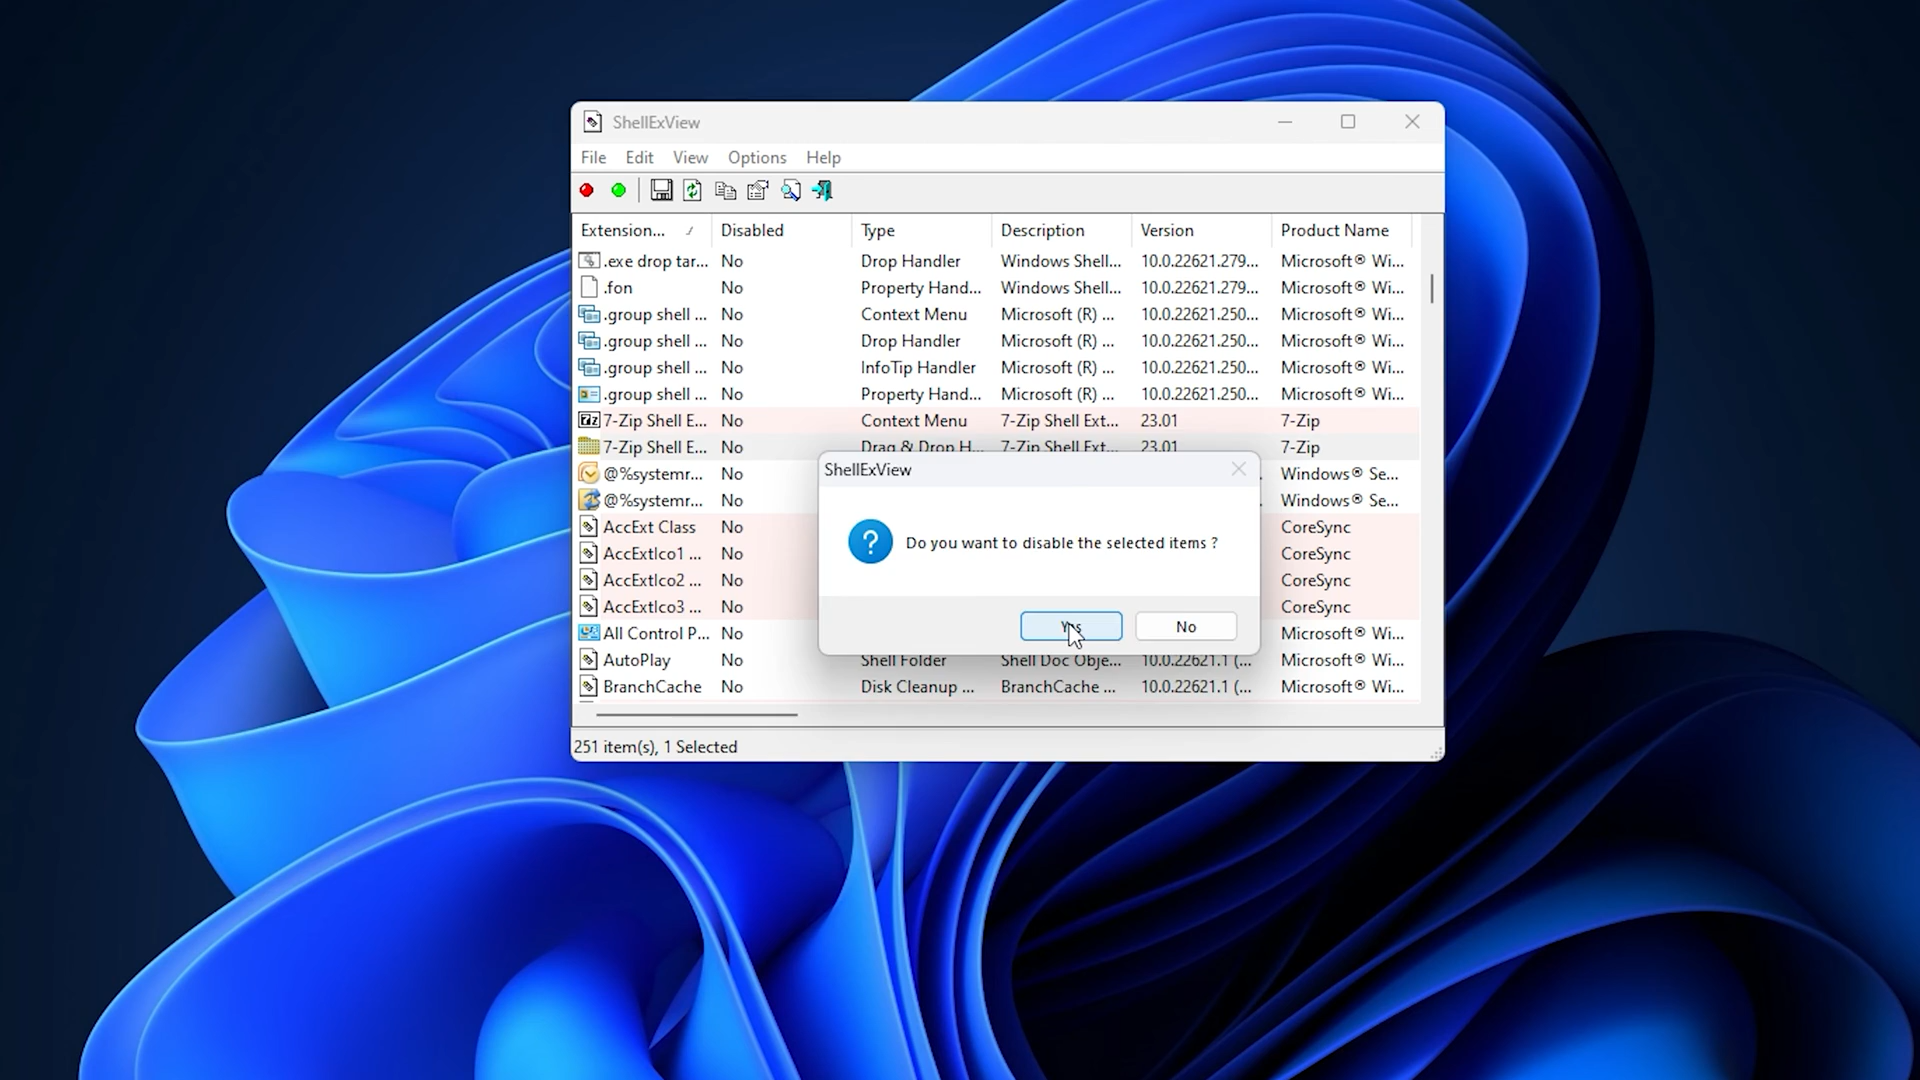 ShellExView
File Edit View Options Help
Extension... Disabled Type Description Version Product Name
.exe drop tar... No Drop Handler Windows Shell... 10.0.22621.279... Microsoft® Wi...
.fon No Property Hand... Windows Shell... 10.0.22621.279... Microsoft® Wi...
.group shell ... No Context Menu Microsoft (R) ... 10.0.22621.250... Microsoft® Wi...
.group shell ... No Drop Handler Microsoft (R) ... 10.0.22621.250... Microsoft® Wi...
.group shell ... No InfoTip Handler Microsoft (R) ... 10.0.22621.250... Microsoft® Wi...
.group shell ... No Property Hand... Microsoft (R) ... 10.0.22621.250... Microsoft® Wi...
7-Zip Shell E... No Context Menu 7-Zip Shell Ext... 23.01 7-Zip
7-Zip Shell E... No Drag & Drop H... 7-Zip Shell Ext... 23.01 7-Zip
@%systemr... No Windows® Se...
@%systemr... No Windows® Se...
AccExt Class No CoreSync
AccExtIco1 ... No CoreSync
AccExtIco2 ... No CoreSync
AccExtIco3 ... No CoreSync
All Control P... No Microsoft® Wi...
AutoPlay No Shell Folder Shell Doc Obje... 10.0.22621.1 (... Microsoft® Wi...
BranchCache No Disk Cleanup ... BranchCache ... 10.0.22621.1 (... Microsoft® Wi...
251 item(s), 1 Selected
ShellExView
Do you want to disable the selected items ?
Yes No